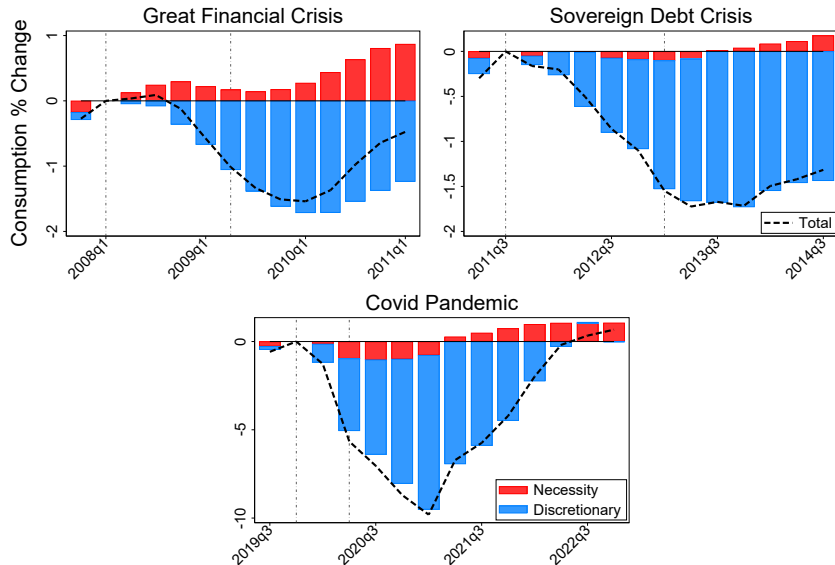 Great Financial Crisis
Sovereign Debt Crisis
Consumption % Change
1
0
-1
-2
2008q1
2009q1
2010q1
2011q1
0
-.5
-1
-1.5
-2
2011q3
2012q3
2013q3
2014q3
Total
Covid Pandemic
0
-5
-10
2019q3
2020q3
2021q3
2022q3
Necessity
Discretionary